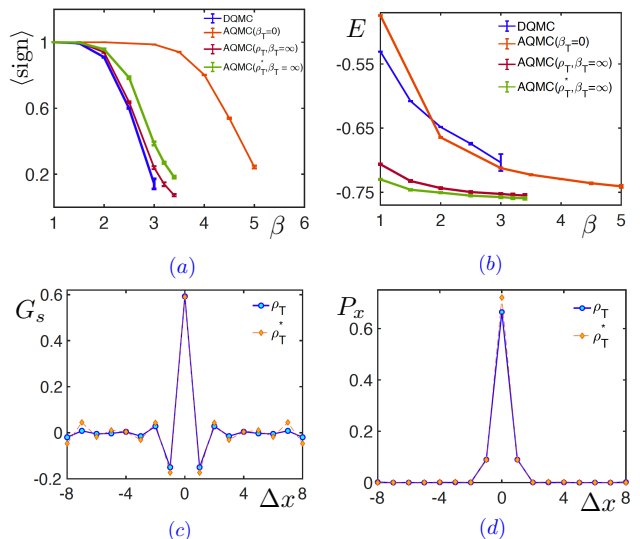 ⟨sign⟩
1
0.6
0.2
DQMC
AQMC(β_T=0)
AQMC(ρ_T,β_T=∞)
AQMC(ρ*_T,β_T=∞)
1 2 3 4 5 6
β
(a)
E
-0.55
-0.65
-0.75
DQMC
AQMC(β_T=0)
AQMC(ρ_T,β_T=∞)
AQMC(ρ*_T,β_T=∞)
1 2 3 4 5
β
(b)
G_s
0.6
0.4
0.2
0
-0.2
ρ_T
ρ*_T
-8 -4 0 4 8
Δx
(c)
P_x
0.6
0.4
0.2
0
ρ_T
ρ*_T
-8 -4 0 4 8
Δx
(d)